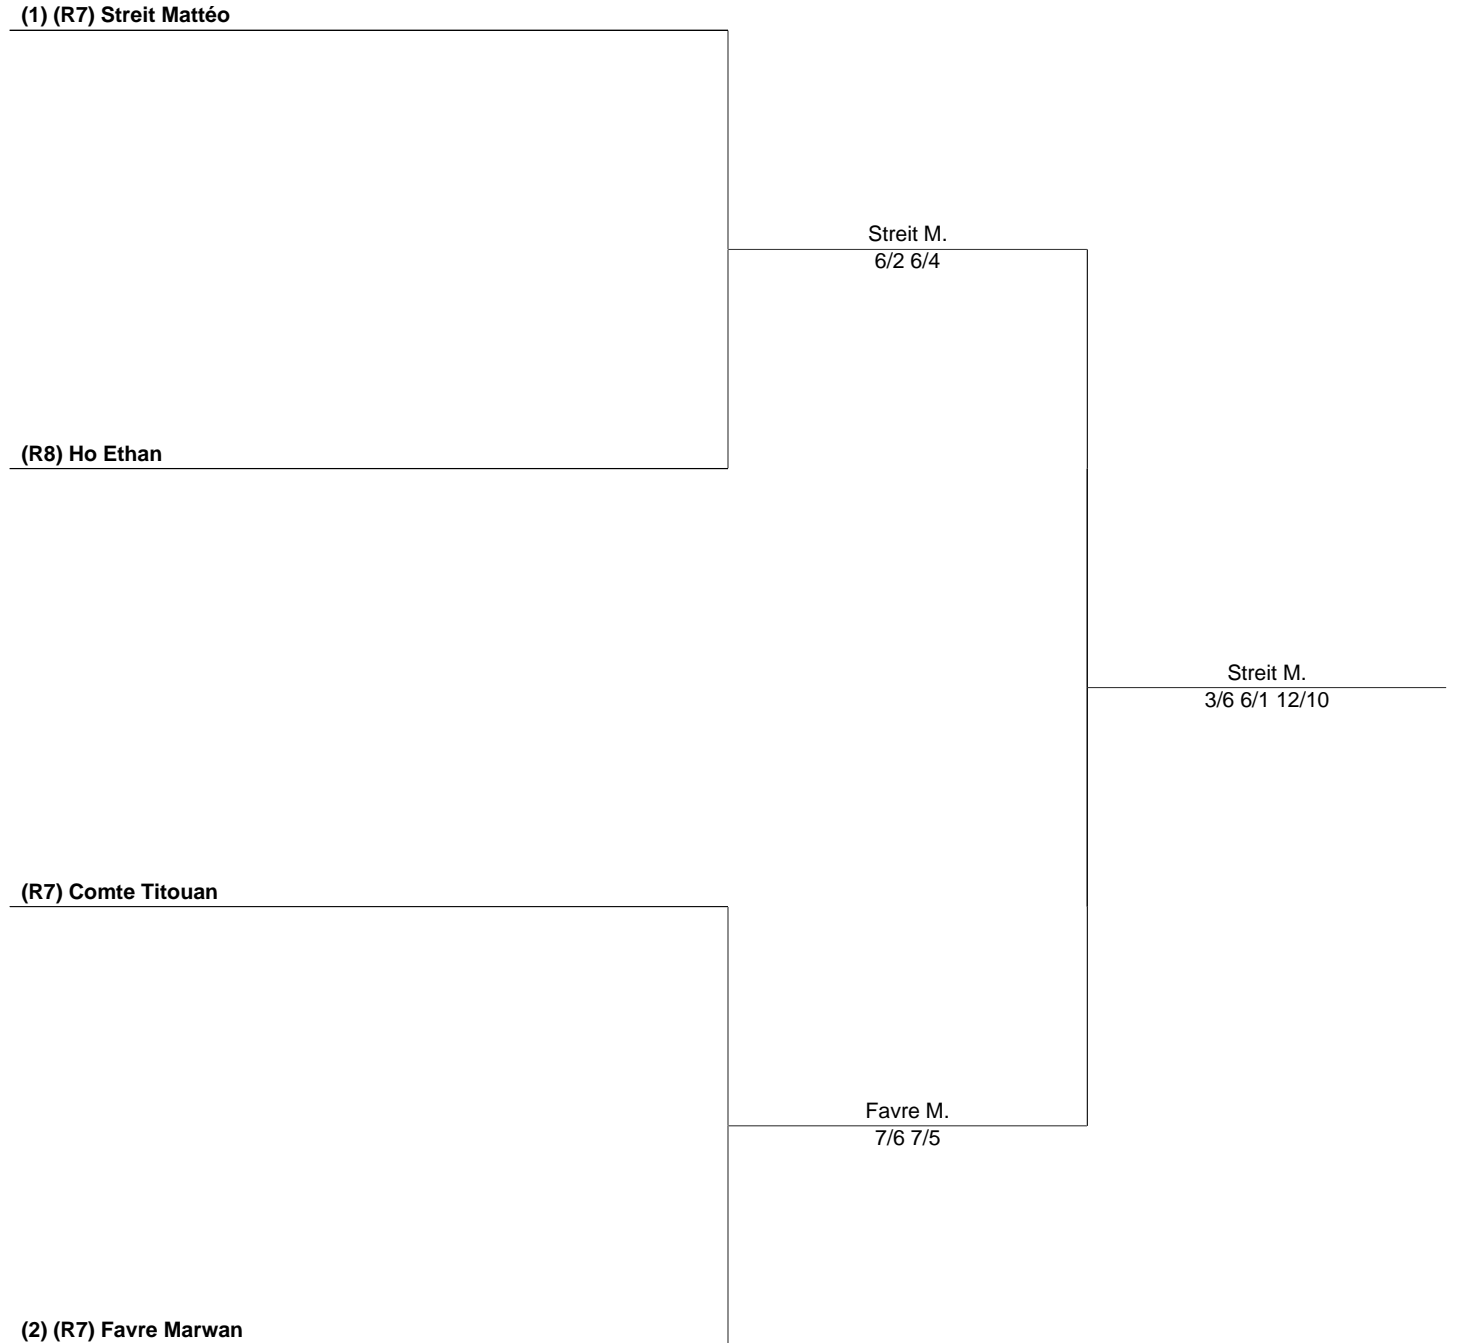 (1) (R7) Streit Mattéo
Streit M.
6/2 6/4
(R8) Ho Ethan
Streit M.
3/6 6/1 12/10
(R7) Comte Titouan
Favre M.
7/6 7/5
(2) (R7) Favre Marwan